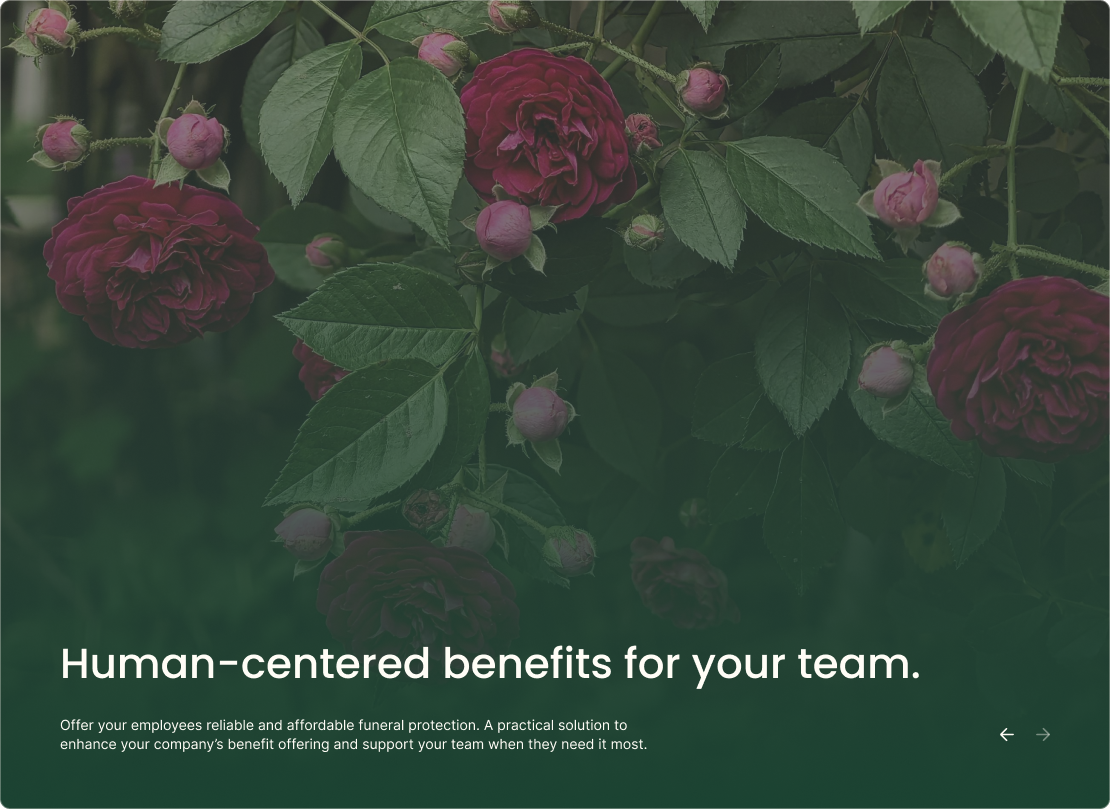 Human-centered benefits for your team.
Offer your employees reliable and affordable funeral protection. A practical solution to
enhance your company’s benefit offering and support your team when they need it most.